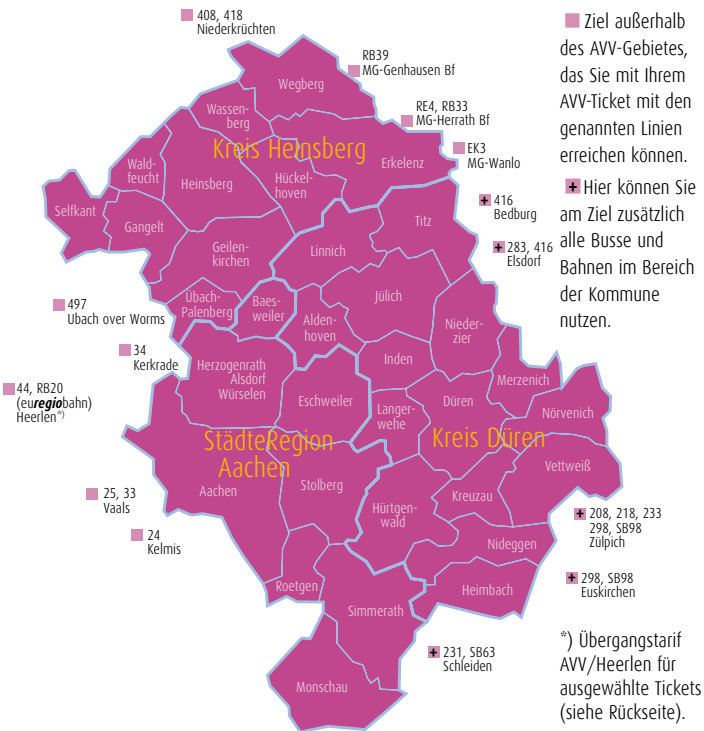 408, 418
Niederkrüchten
RB39
MG-Genhausen Bf
RE4, RB33
MG-Herrath Bf
EK3
MG-Wanlo
+ 416
Bedburg
+ 283, 416
Elsdorf
497
Ubach over Worms
34
Kerkrade
44, RB20
(euregiobahn)
Heerlen*)
25, 33
Vaals
24
Kelmis
+ 208, 218, 233
298, SB98
Zülpich
+ 298, SB98
Euskirchen
+ 231, SB63
Schleiden
Kreis Heinsberg
Wegberg
Wassen-
berg
Erkelenz
Hückel-
hoven
Heinsberg
Wald-
feucht
Selfkant
Gangelt
Geilen-
kirchen
Übach-
Palenberg
StädteRegion
Aachen
Baes-
weiler
Herzogenrath
Alsdorf
Würselen
Eschweiler
Aachen
Stolberg
Roetgen
Simmerath
Monschau
Kreis Düren
Titz
Linnich
Jülich
Alden-
hoven
Nieder-
zier
Inden
Merzenich
Düren
Langer-
wehe
Nörvenich
Vettweiß
Kreuzau
Hürtgen-
wald
Nideggen
Heimbach
Ziel außerhalb
des AVV-Gebietes,
das Sie mit Ihrem
AVV-Ticket mit den
genannten Linien
erreichen können.
+ Hier können Sie
am Ziel zusätzlich
alle Busse und
Bahnen im Bereich
der Kommune
nutzen.
*) Übergangstarif
AVV/Heerlen für
ausgewählte Tickets
(siehe Rückseite).